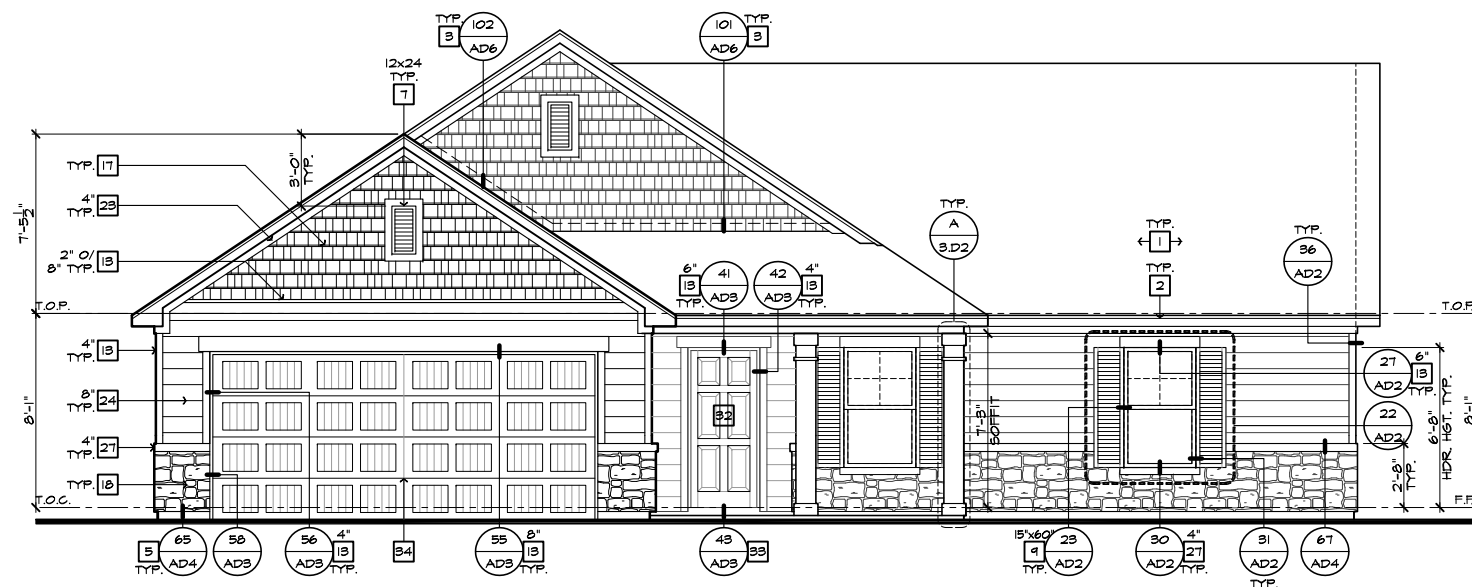 TYP.
3
102
AD6
101
AD6
TYP.
3
12x24
TYP.
7
TYP. 17
3'-0"
TYP.
4"
TYP. 23
7'-5½"
2" O/
8" TYP. 13
TYP.
A
3.D2
TYP.
1
TYP.
2
TYP.
36
AD2
6"
13
TYP.
41
AD3
42
AD3
4"
13
TYP.
T.O.P.
T.O.P.
4"
TYP. 13
8"
TYP. 24
4"
TYP. 27
TYP. 18
8'-1"
T.O.C.
32
7'-3"
SOFFIT
27
AD2
6"
13
TYP.
22
AD2
6'-8"
HDR. HGT. TYP.
8'-1"
2'-8"
TYP.
F.F.
5
TYP.
65
AD4
58
AD3
56
AD3
4"
13
TYP.
34
55
AD3
8"
13
TYP.
43
AD3
33
15"x60"
9
TYP.
23
AD2
30
AD2
4"
27
TYP.
31
AD2
TYP.
67
AD4